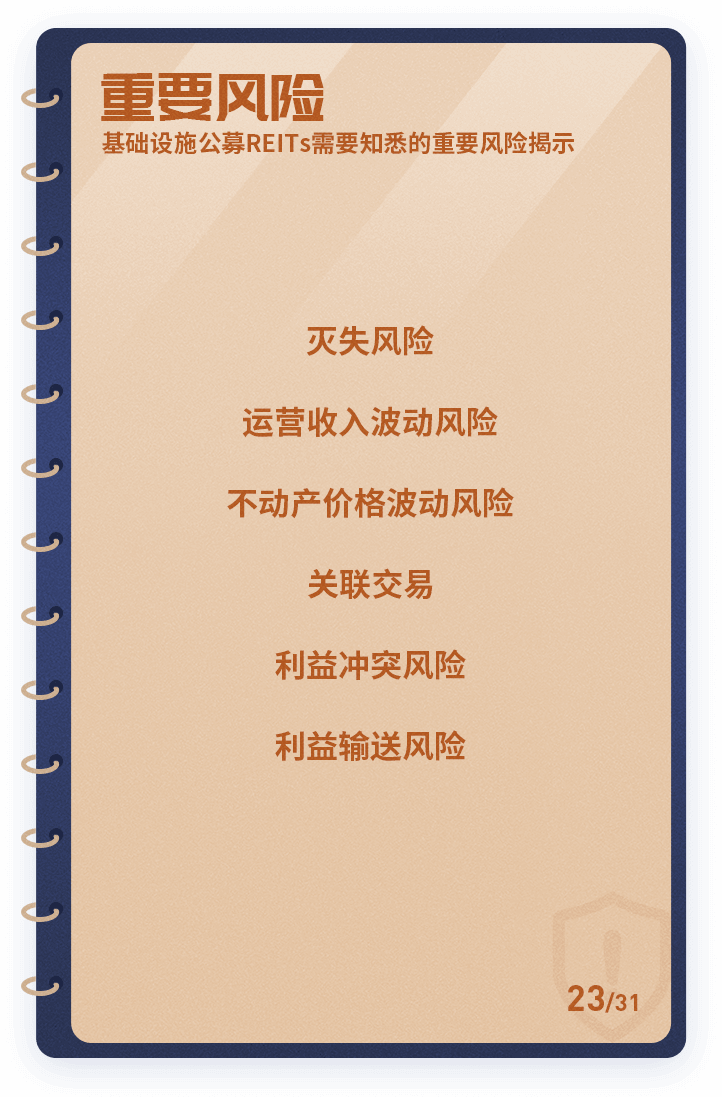 重要风险
基础设施公募REITs需要知悉的重要风险揭示
灭失风险
运营收入波动风险
不动产价格波动风险
关联交易
利益冲突风险
利益输送风险
23/31